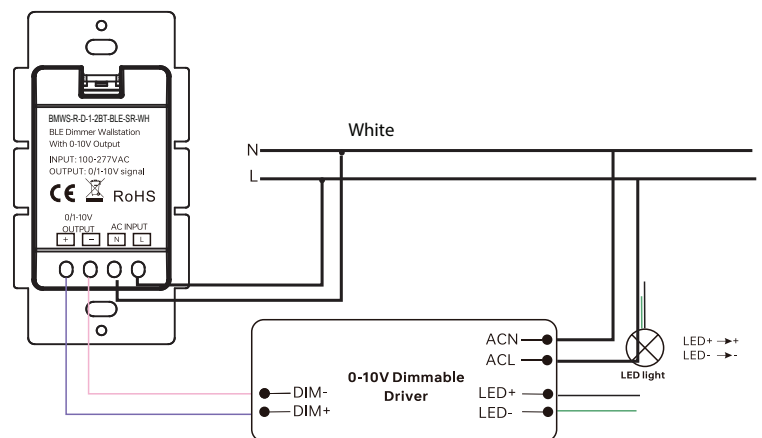 BMWS-R-D-1-2BT-BLE-SR-WH
BLE Dimmer Wallstation
With 0-10V Output
INPUT: 100-277VAC
OUTPUT: 0/1-10V signal
CE RoHS
0/1-10V
OUTPUT AC INPUT
+ - N L
White
N
L
ACN
ACL
0-10V Dimmable
Driver
DIM-
DIM+
LED+
LED-
LED light
LED+ → +
LED- → -